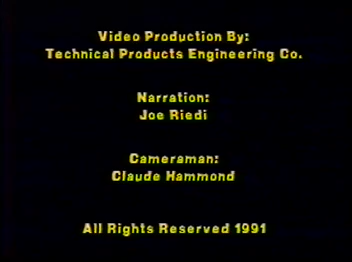 Video Production By:
Technical Products Engineering Co.
Narration:
Joe Riedi
Cameraman:
Claude Hammond
All Rights Reserved 1991